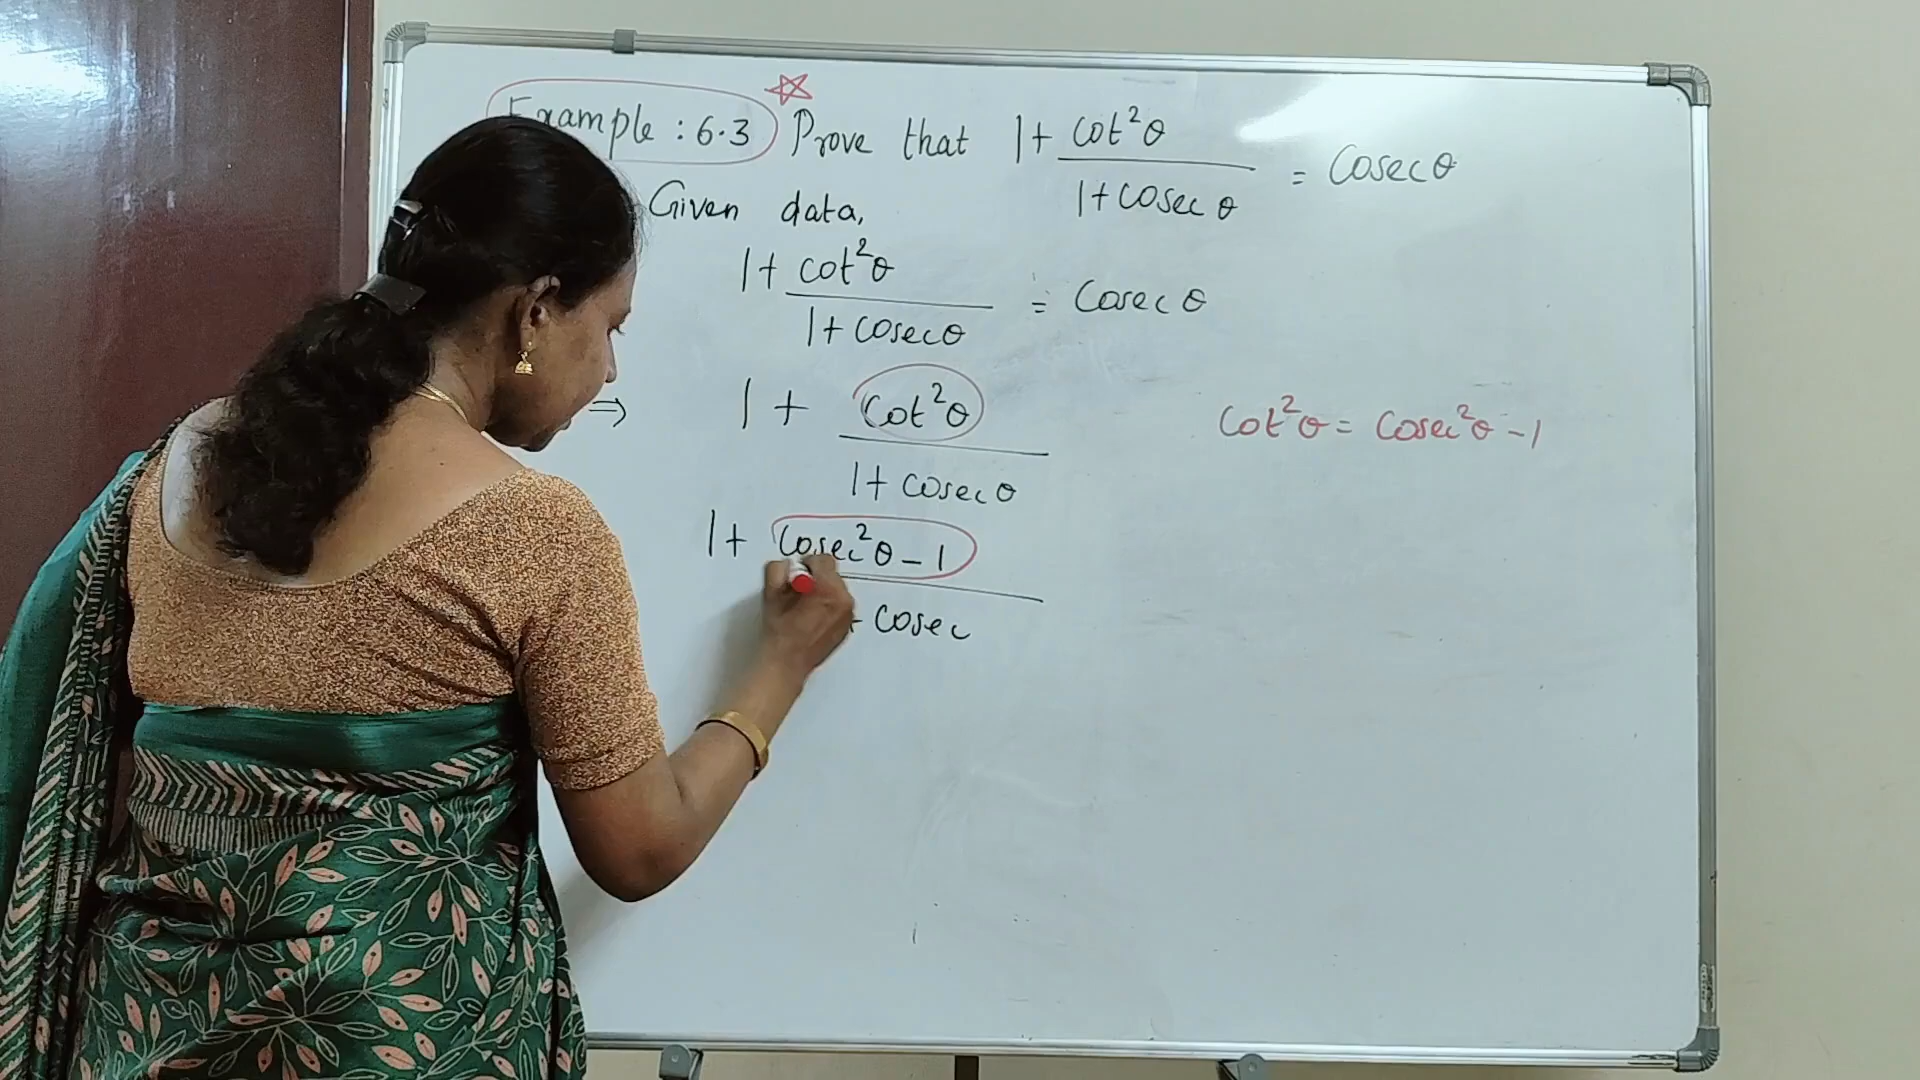 Example : 6.3 Prove that 1 + cot²θ / 1 + cosec θ = Cosec θ
Given data,
1 + cot²θ / 1 + cosec θ = Cosec θ
⇒ 1 + cot²θ / 1 + cosec θ
cot²θ = cosec²θ - 1
1 + cosec²θ - 1 / + cosec